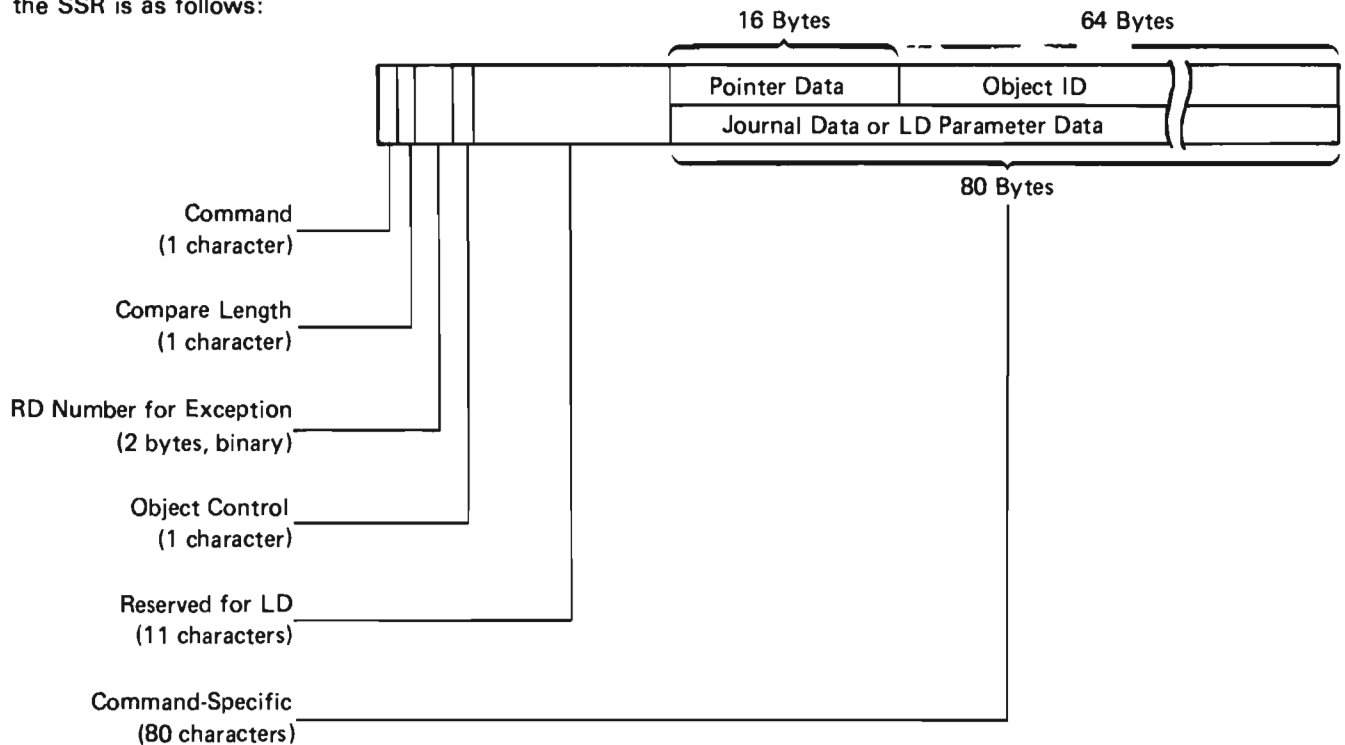 the SSR is as follows:
16 Bytes
64 Bytes
Pointer Data
Object ID
Journal Data or LD Parameter Data
80 Bytes
Command
(1 character)
Compare Length
(1 character)
RD Number for Exception
(2 bytes, binary)
Object Control
(1 character)
Reserved for LD
(11 characters)
Command-Specific
(80 characters)